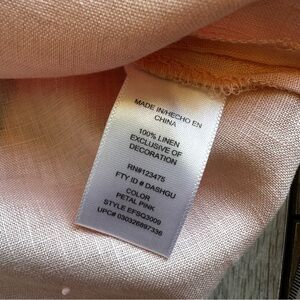 MADE IN/HECHO EN
CHINA
100% LINEN
EXCLUSIVE OF
DECORATION
RN#123475
FTY ID # DASHGU
COLOR
PETAL PINK
STYLE EFSQ3009
UPC# 030326897336